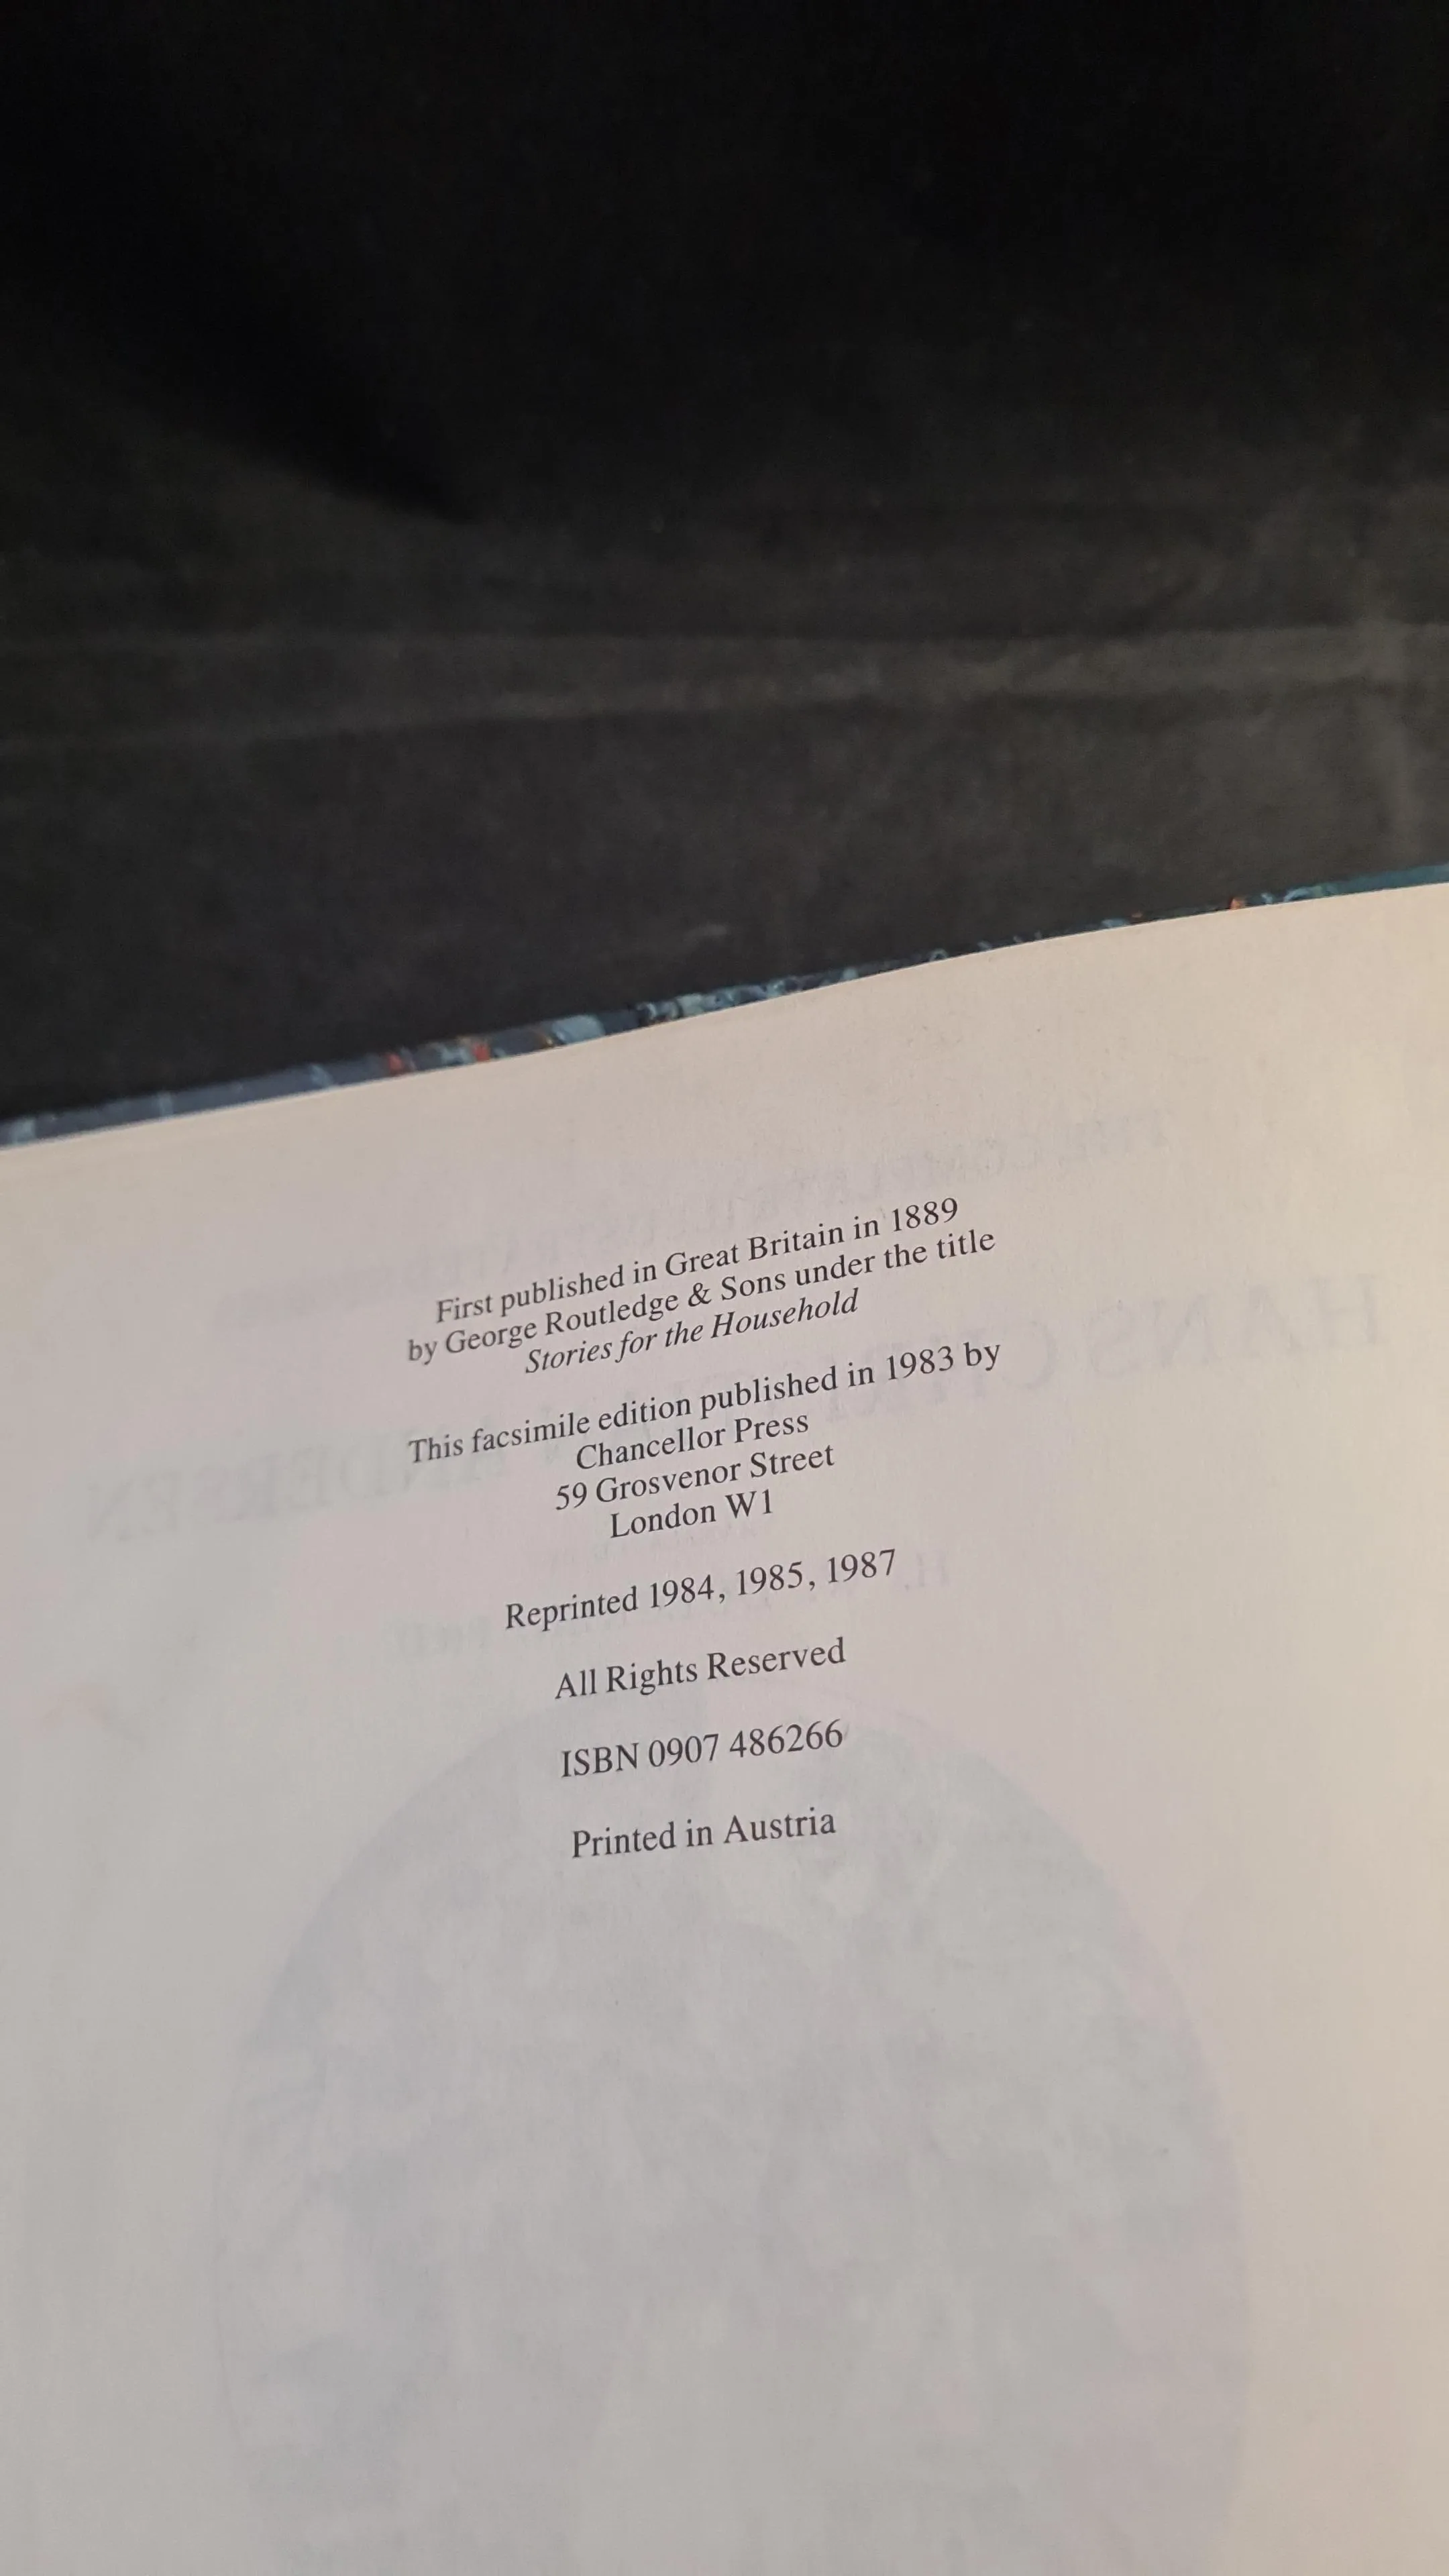 First published in Great Britain in 1889
by George Routledge & Sons under the title
Stories for the Household
This facsimile edition published in 1983 by
Chancellor Press
59 Grosvenor Street
London W1
Reprinted 1984, 1985, 1987
All Rights Reserved
ISBN 0907 486266
Printed in Austria